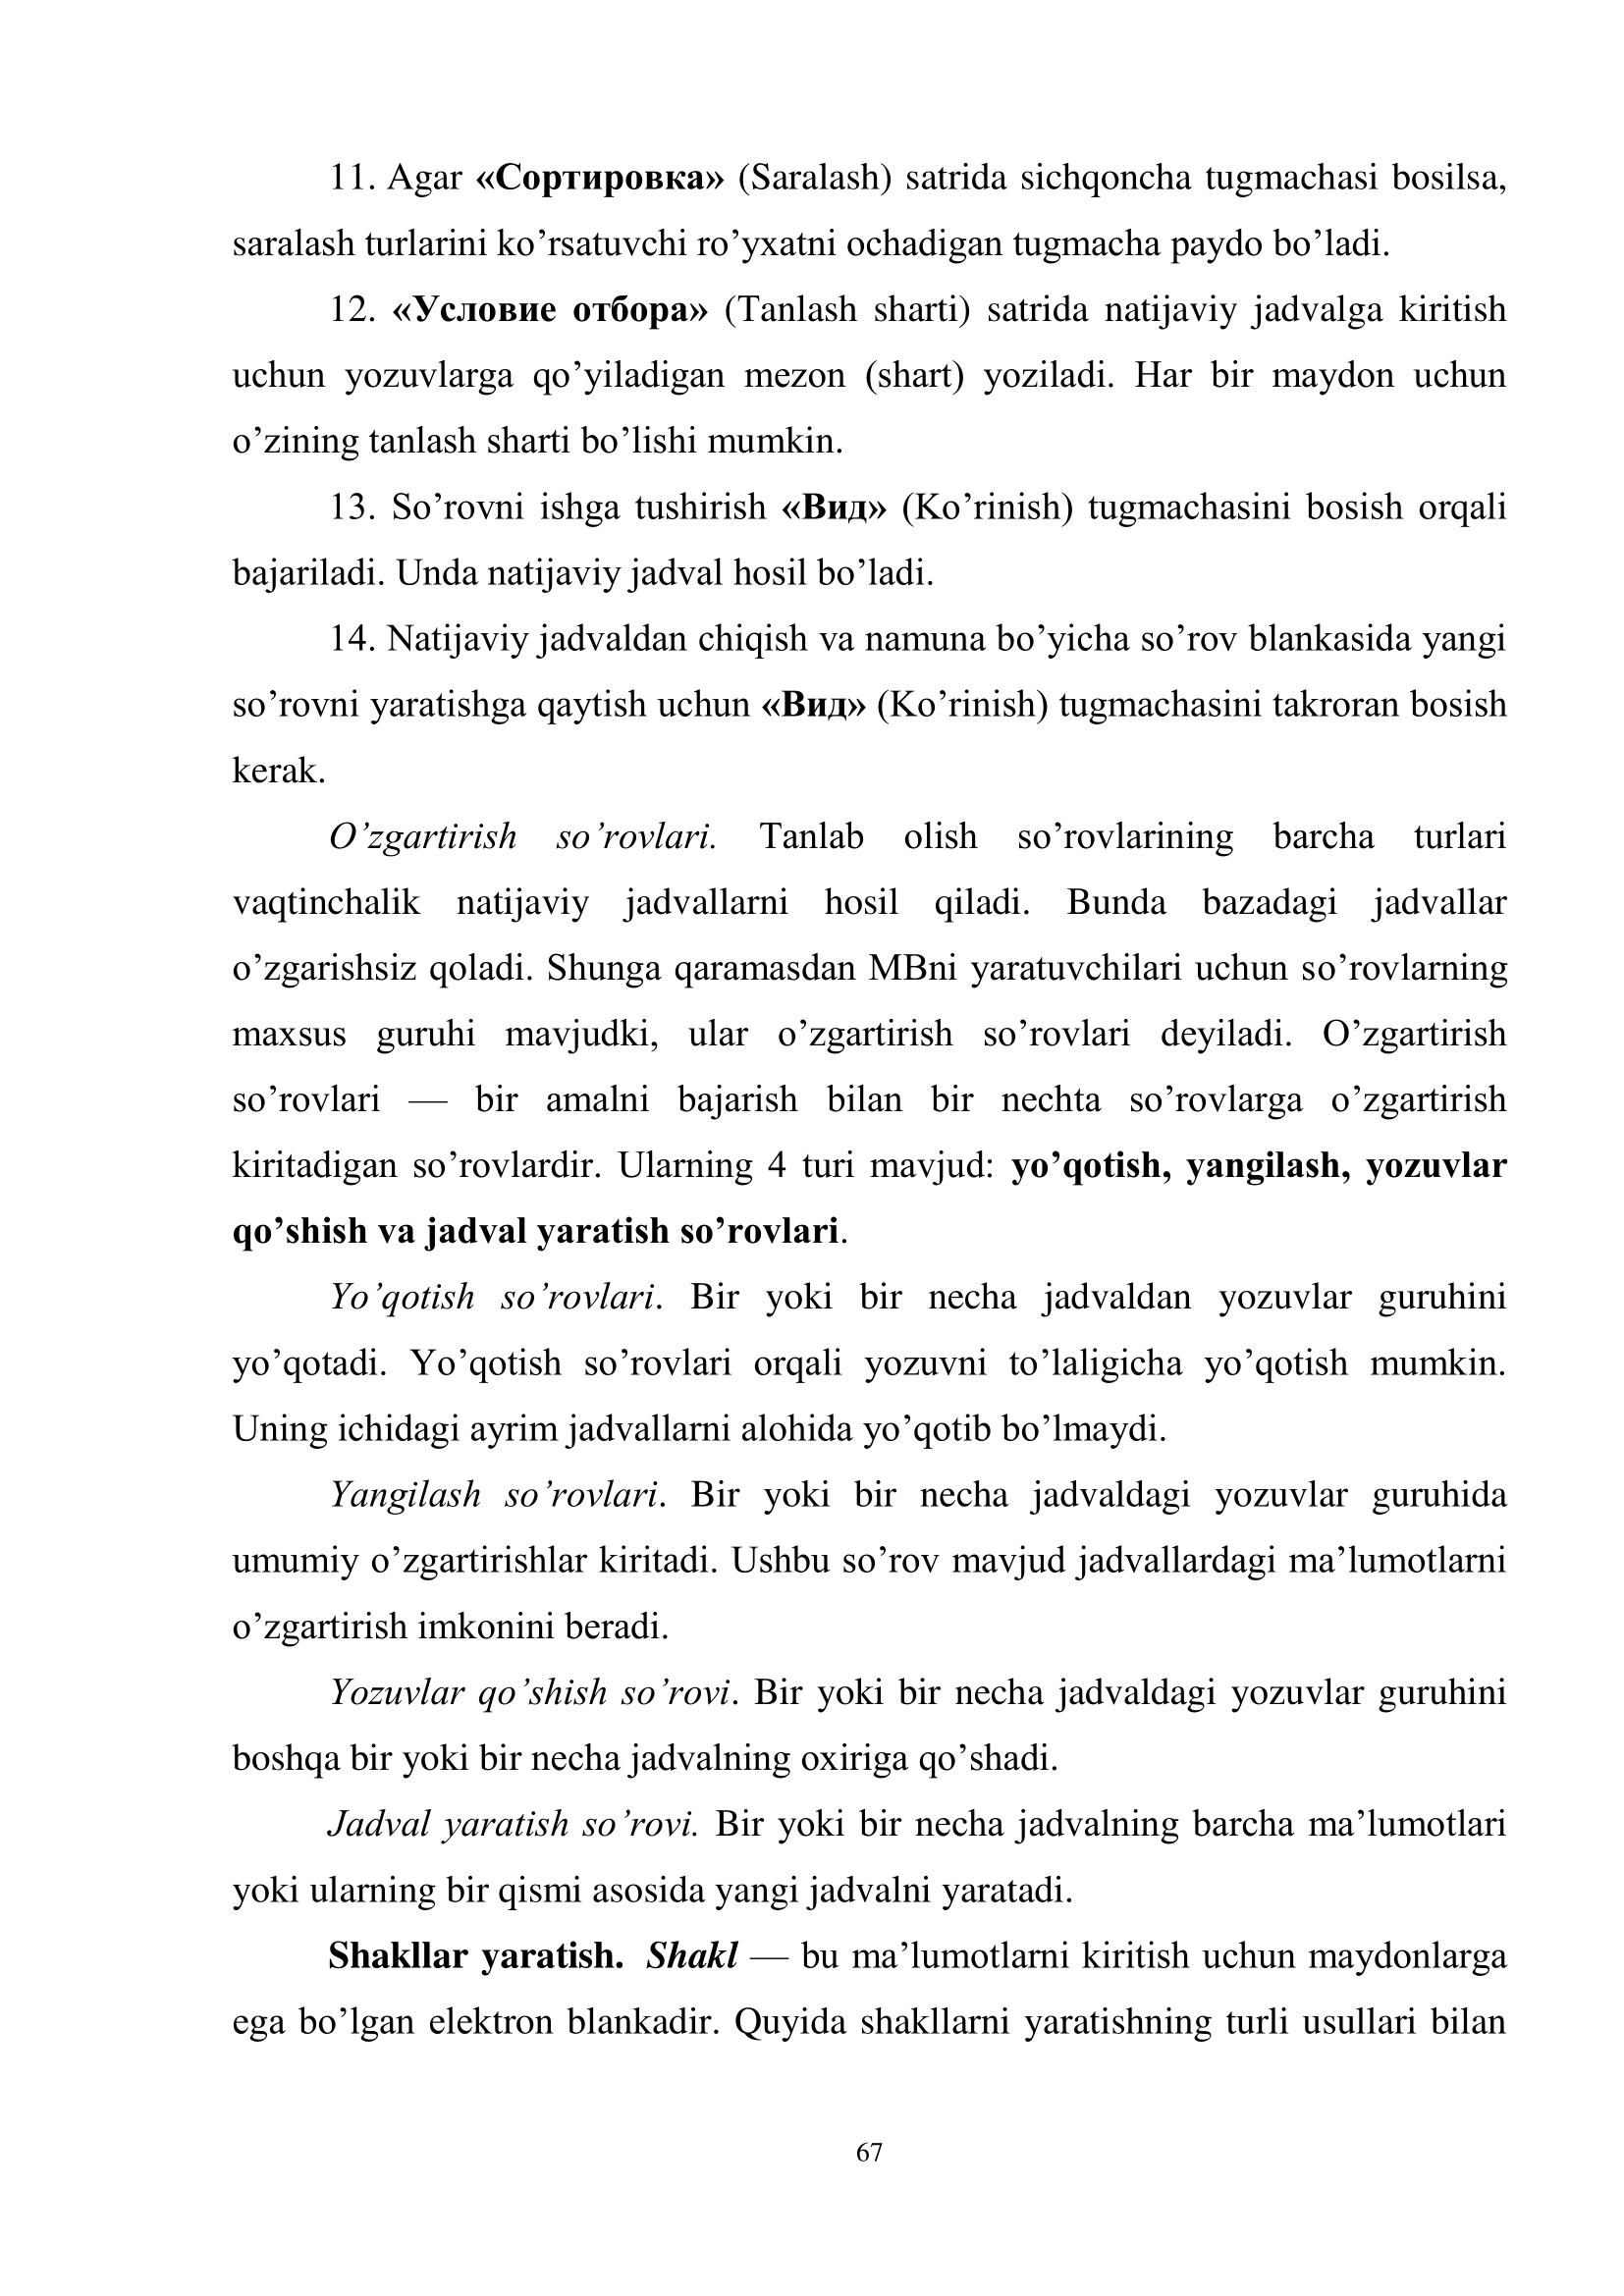 11. Agar «Сортировка» (Saralash) satrida sichqoncha tugmachasi bosilsa,
saralash turlarini ko’rsatuvchi ro’yxatni ochadigan tugmacha paydo bo’ladi.
12. «Условие отбора» (Tanlash sharti) satrida natijaviy jadvalga kiritish
uchun yozuvlarga qo’yiladigan mezon (shart) yoziladi. Har bir maydon uchun
o’zining tanlash sharti bo’lishi mumkin.
13. So’rovni ishga tushirish «Вид» (Ko’rinish) tugmachasini bosish orqali
bajariladi. Unda natijaviy jadval hosil bo’ladi.
14. Natijaviy jadvaldan chiqish va namuna bo’yicha so’rov blankasida yangi
so’rovni yaratishga qaytish uchun «Вид» (Ko’rinish) tugmachasini takroran bosish
kerak.
O’zgartirish so’rovlari. Tanlab olish so’rovlarining barcha turlari
vaqtinchalik natijaviy jadvallarni hosil qiladi. Bunda bazadagi jadvallar
o’zgarishsiz qoladi. Shunga qaramasdan MBni yaratuvchilari uchun so’rovlarning
maxsus guruhi mavjudki, ular o’zgartirish so’rovlari deyiladi. O’zgartirish
so’rovlari — bir amalni bajarish bilan bir nechta so’rovlarga o’zgartirish
kiritadigan so’rovlardir. Ularning 4 turi mavjud: yo’qotish, yangilash, yozuvlar
qo’shish va jadval yaratish so’rovlari.
Yo’qotish so’rovlari. Bir yoki bir necha jadvaldan yozuvlar guruhini
yo’qotadi. Yo’qotish so’rovlari orqali yozuvni to’laligicha yo’qotish mumkin.
Uning ichidagi ayrim jadvallarni alohida yo’qotib bo’lmaydi.
Yangilash so’rovlari. Bir yoki bir necha jadvaldagi yozuvlar guruhida
umumiy o’zgartirishlar kiritadi. Ushbu so’rov mavjud jadvallardagi ma’lumotlarni
o’zgartirish imkonini beradi.
Yozuvlar qo’shish so’rovi. Bir yoki bir necha jadvaldagi yozuvlar guruhini
boshqa bir yoki bir necha jadvalning oxiriga qo’shadi.
Jadval yaratish so’rovi. Bir yoki bir necha jadvalning barcha ma’lumotlari
yoki ularning bir qismi asosida yangi jadvalni yaratadi.
Shakllar yaratish. Shakl — bu ma’lumotlarni kiritish uchun maydonlarga
ega bo’lgan elektron blankadir. Quyida shakllarni yaratishning turli usullari bilan
67